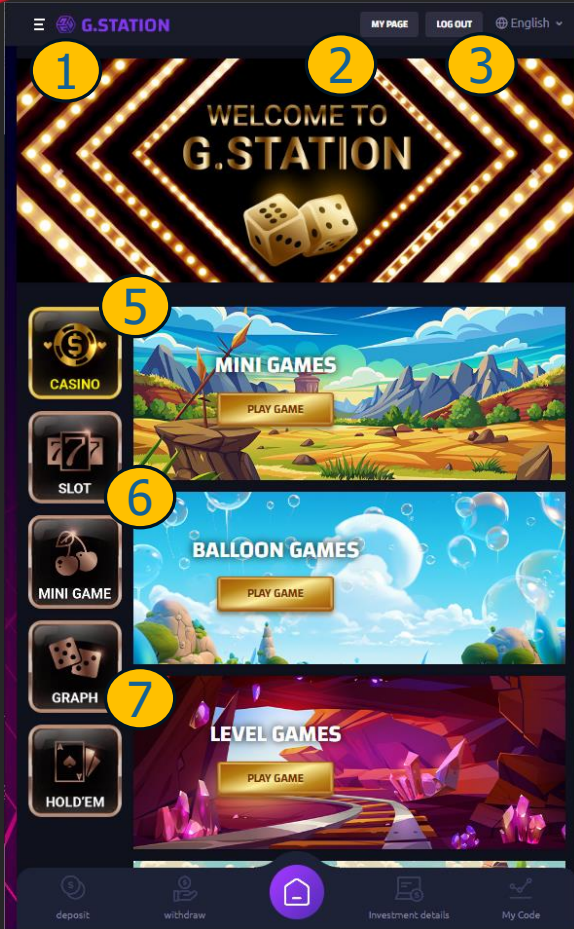 G.STATION
MY PAGE
LOG OUT
English
1
2
3
WELCOME TO
G.STATION
5
CASINO
MINI GAMES
PLAY GAME
777
SLOT
6
BALLOON GAMES
PLAY GAME
MINI GAME
GRAPH
7
LEVEL GAMES
PLAY GAME
A
A
HOLD'EM
deposit
withdraw
Investment details
My Code